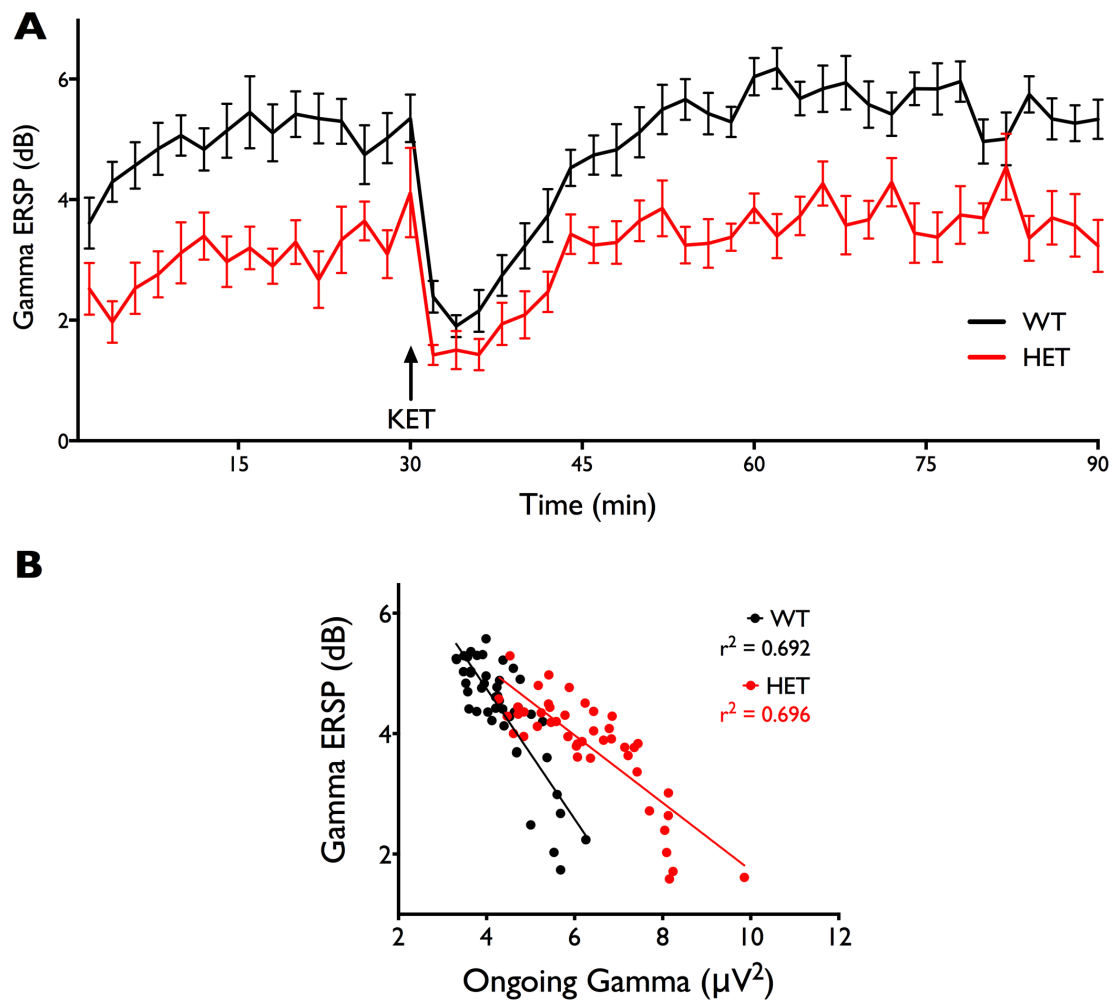 A
Gamma ERSP (dB)
6
4
2
0
WT
HET
KET
15 30 45 60 75 90
Time (min)
B
Gamma ERSP (dB)
6
4
2
WT
r² = 0.692
HET
r² = 0.696
2 4 6 8 10 12
Ongoing Gamma (µV²)